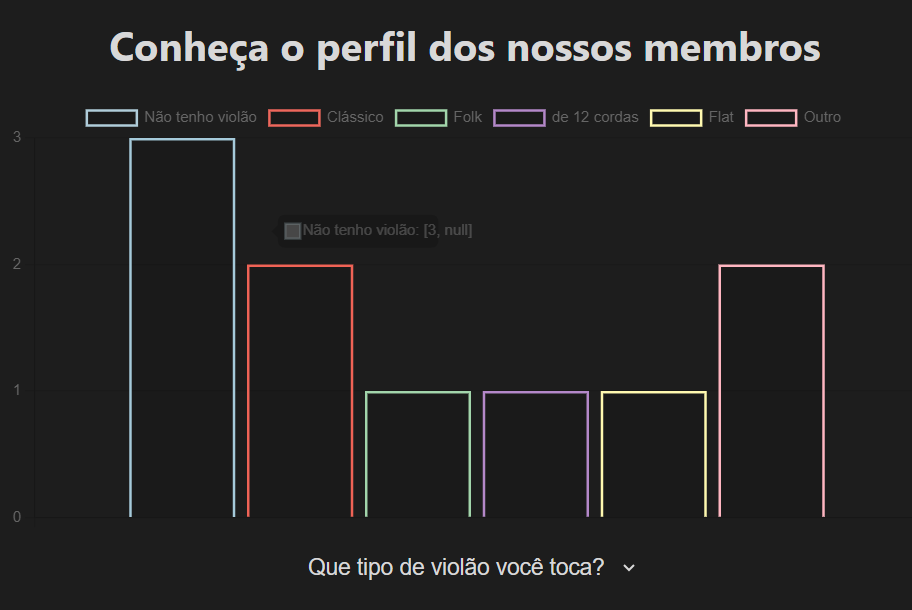 Conheça o perfil dos nossos membros
Não tenho violão Clássico Folk de 12 cordas Flat Outro
3
Não tenho violão: [3, null]
2
1
0
Que tipo de violão você toca?